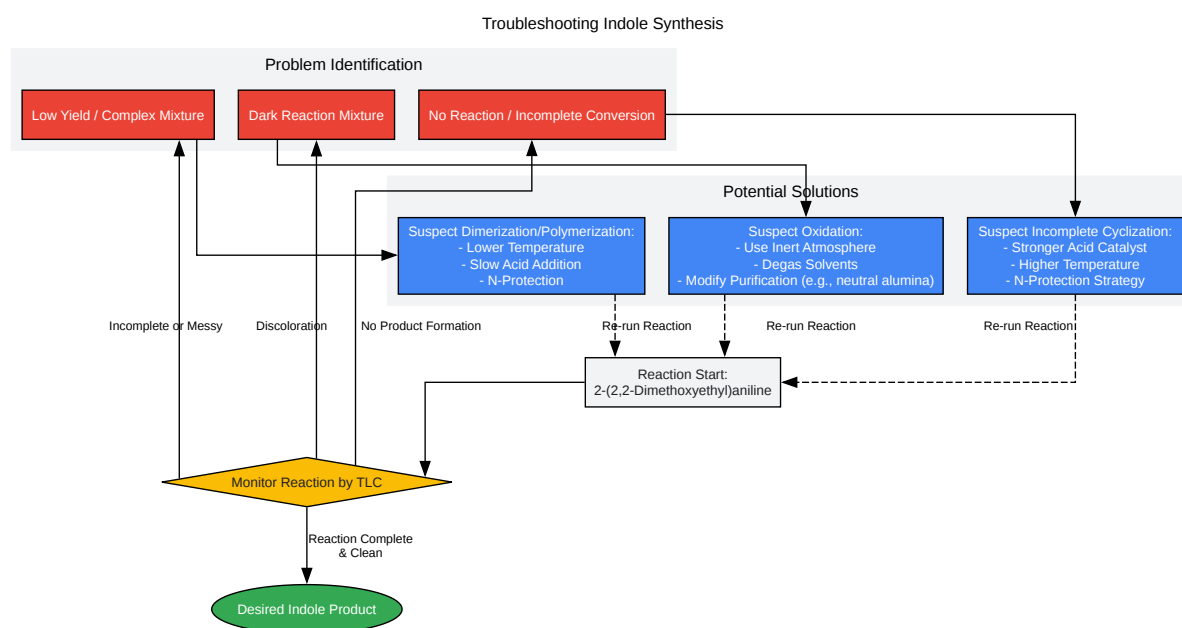 Troubleshooting Indole Synthesis
Problem Identification
Low Yield / Complex Mixture
Dark Reaction Mixture
No Reaction / Incomplete Conversion
Potential Solutions
Suspect Dimerization/Polymerization:
- Lower Temperature
- Slow Acid Addition
- N-Protection
Suspect Oxidation:
- Use Inert Atmosphere
- Degas Solvents
- Modify Purification (e.g., neutral alumina)
Suspect Incomplete Cyclization:
- Stronger Acid Catalyst
- Higher Temperature
- N-Protection Strategy
Incomplete or Messy
Discoloration
No Product Formation
Re-run Reaction
Re-run Reaction
Re-run Reaction
Reaction Start:
2-(2,2-Dimethoxyethyl)aniline
Monitor Reaction by TLC
Reaction Complete
& Clean
Desired Indole Product